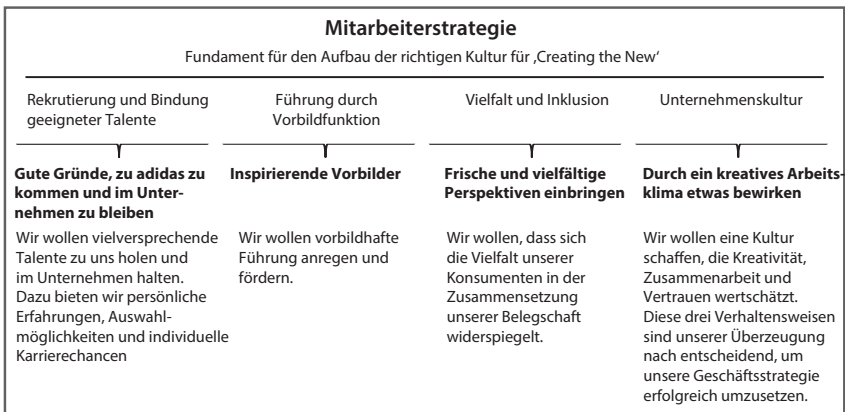 Mitarbeiterstrategie
Fundament für den Aufbau der richtigen Kultur für ‚Creating the New‘
Rekrutierung und Bindung
geeigneter Talente
Führung durch
Vorbildfunktion
Vielfalt und Inklusion
Unternehmenskultur
Gute Gründe, zu adidas zu
kommen und im Unter-
nehmen zu bleiben
Wir wollen vielversprechende
Talente zu uns holen und
im Unternehmen halten.
Dazu bieten wir persönliche
Erfahrungen, Auswahl-
möglichkeiten und individuelle
Karrierechancen
Inspirierende Vorbilder
Wir wollen vorbildhafte
Führung anregen und
fördern.
Frische und vielfältige
Perspektiven einbringen
Wir wollen, dass sich
die Vielfalt unserer
Konsumenten in der
Zusammensetzung
unserer Belegschaft
widerspiegelt.
Durch ein kreatives Arbeits-
klima etwas bewirken
Wir wollen eine Kultur
schaffen, die Kreativität,
Zusammenarbeit und
Vertrauen wertschätzt.
Diese drei Verhaltensweisen
sind unserer Überzeugung
nach entscheidend, um
unsere Geschäftsstrategie
erfolgreich umzusetzen.